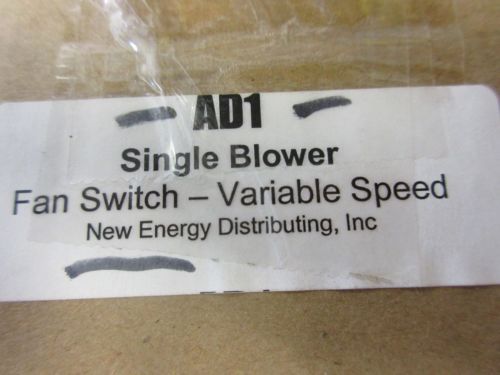 AD1
Single Blower
Fan Switch – Variable Speed
New Energy Distributing, Inc